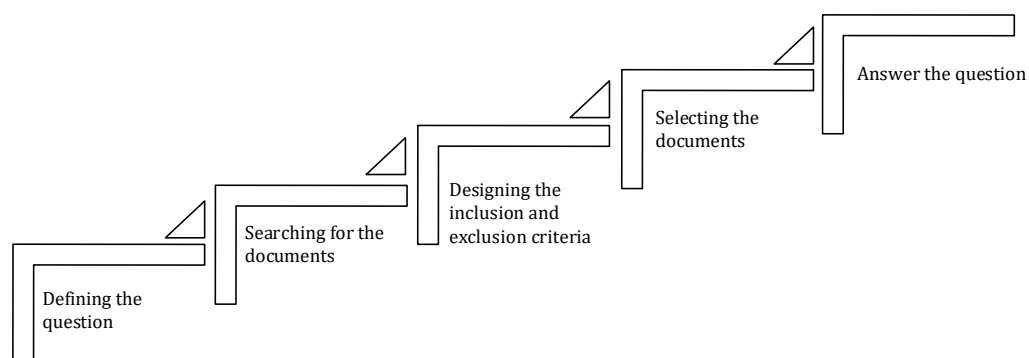 Defining the
question
Searching for the
documents
Designing the
inclusion and
exclusion criteria
Selecting the
documents
Answer the question